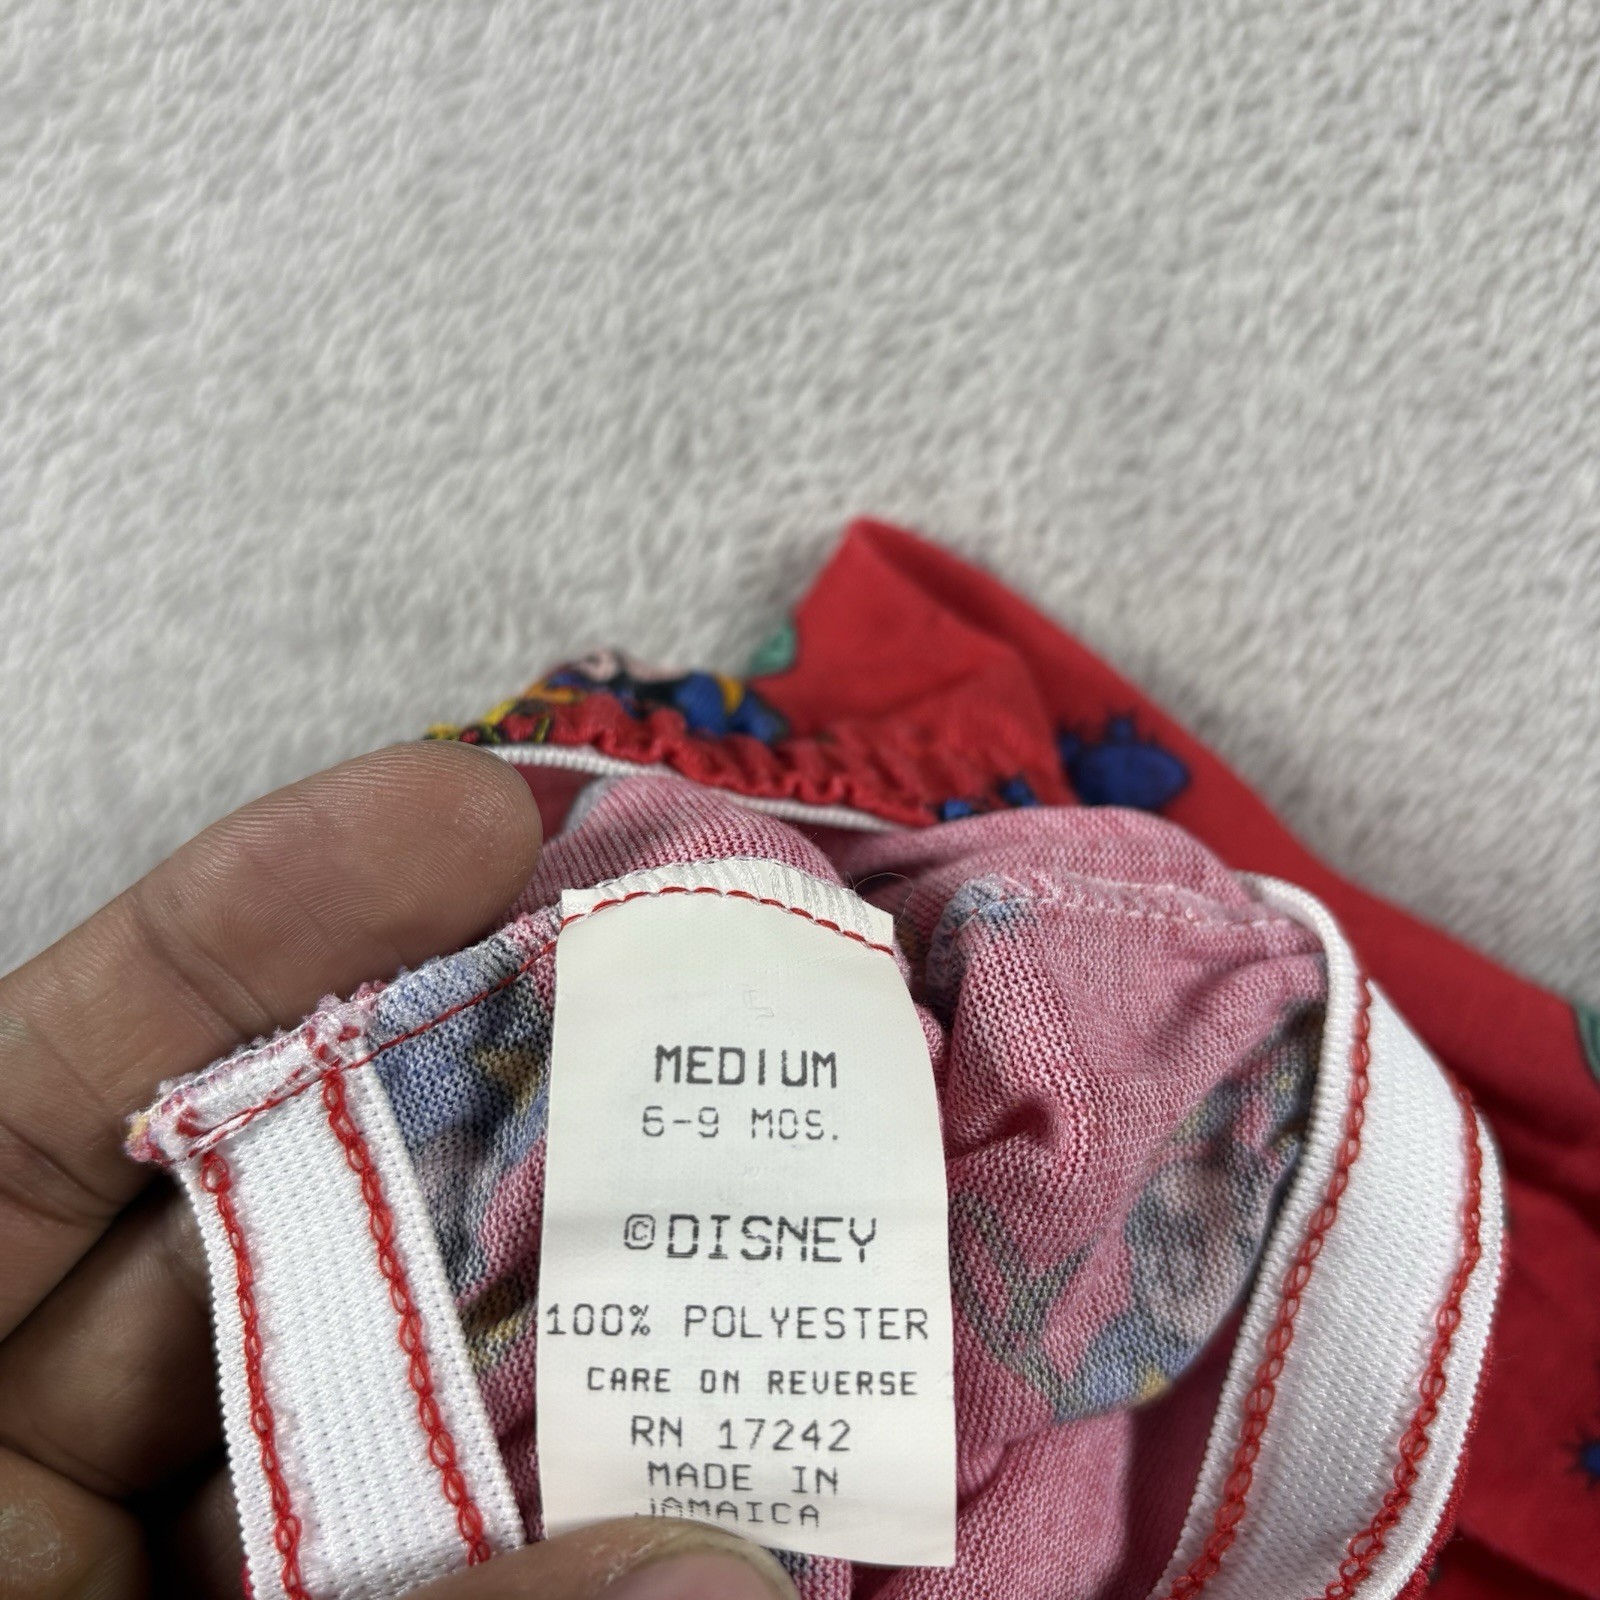 MEDIUM
6-9 MOS.
©DISNEY
100% POLYESTER
CARE ON REVERSE
RN 17242
MADE IN
JAMAICA